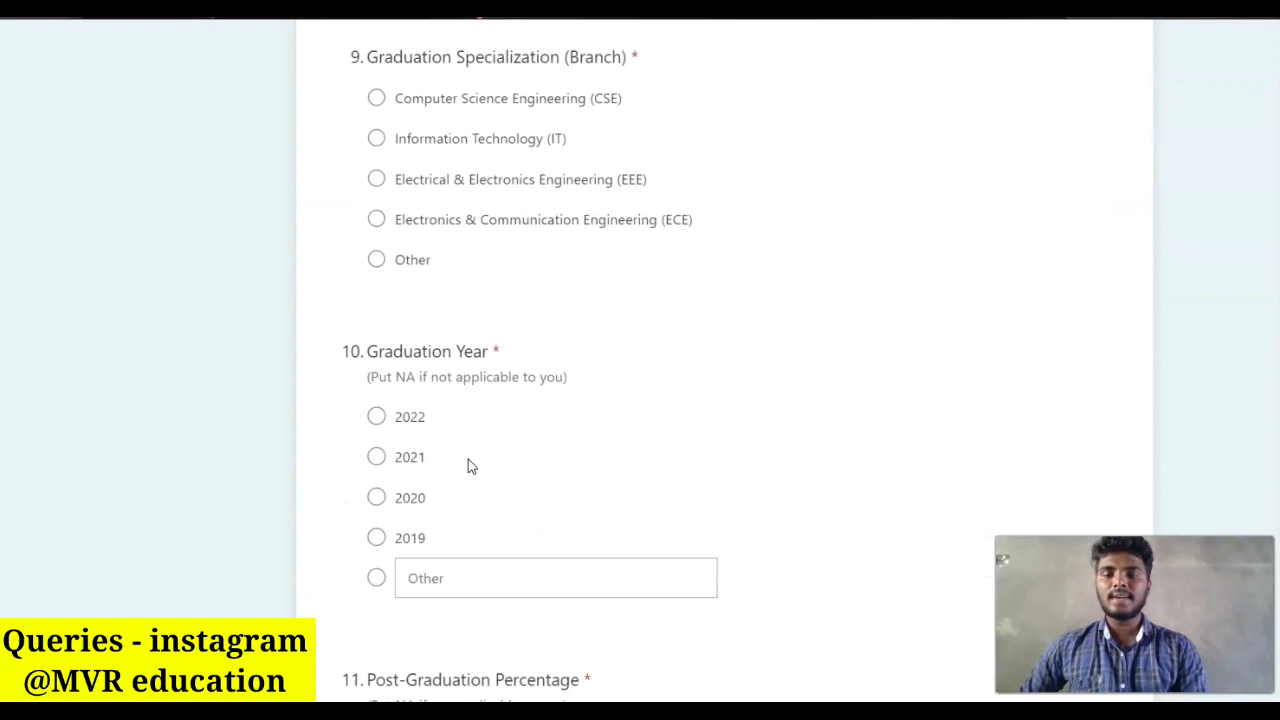 9. Graduation Specialization (Branch) *
Computer Science Engineering (CSE)
Information Technology (IT)
Electrical & Electronics Engineering (EEE)
Electronics & Communication Engineering (ECE)
Other
10. Graduation Year *
(Put NA if not applicable to you)
2022
2021
2020
2019
Other
11. Post-Graduation Percentage *
Queries - instagram
@MVR education